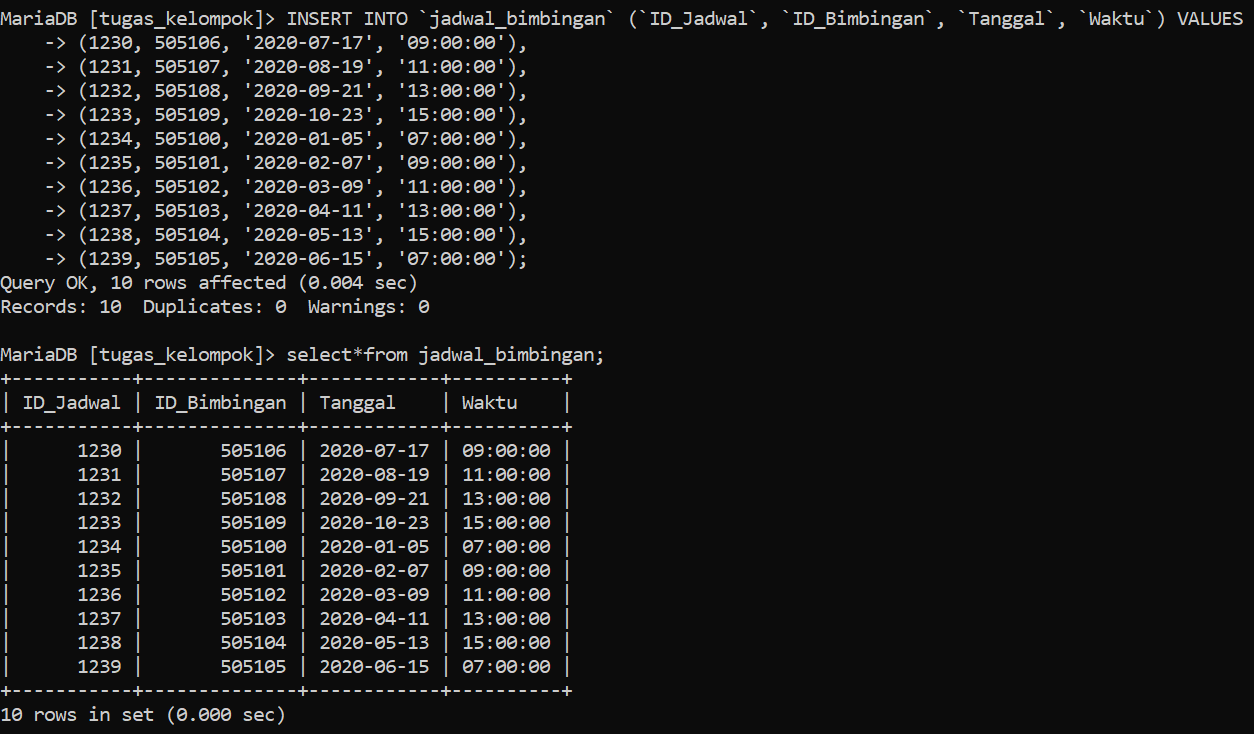 MariaDB [tugas_kelompok]> INSERT INTO `jadwal_bimbingan` (`ID_Jadwal`, `ID_Bimbingan`, `Tanggal`, `Waktu`) VALUES
    -> (1230, 505106, '2020-07-17', '09:00:00'),
    -> (1231, 505107, '2020-08-19', '11:00:00'),
    -> (1232, 505108, '2020-09-21', '13:00:00'),
    -> (1233, 505109, '2020-10-23', '15:00:00'),
    -> (1234, 505100, '2020-01-05', '07:00:00'),
    -> (1235, 505101, '2020-02-07', '09:00:00'),
    -> (1236, 505102, '2020-03-09', '11:00:00'),
    -> (1237, 505103, '2020-04-11', '13:00:00'),
    -> (1238, 505104, '2020-05-13', '15:00:00'),
    -> (1239, 505105, '2020-06-15', '07:00:00');
Query OK, 10 rows affected (0.004 sec)
Records: 10  Duplicates: 0  Warnings: 0

MariaDB [tugas_kelompok]> select*from jadwal_bimbingan;
+-----------+--------------+------------+----------+
| ID_Jadwal | ID_Bimbingan | Tanggal    | Waktu    |
+-----------+--------------+------------+----------+
|      1230 |       505106 | 2020-07-17 | 09:00:00 |
|      1231 |       505107 | 2020-08-19 | 11:00:00 |
|      1232 |       505108 | 2020-09-21 | 13:00:00 |
|      1233 |       505109 | 2020-10-23 | 15:00:00 |
|      1234 |       505100 | 2020-01-05 | 07:00:00 |
|      1235 |       505101 | 2020-02-07 | 09:00:00 |
|      1236 |       505102 | 2020-03-09 | 11:00:00 |
|      1237 |       505103 | 2020-04-11 | 13:00:00 |
|      1238 |       505104 | 2020-05-13 | 15:00:00 |
|      1239 |       505105 | 2020-06-15 | 07:00:00 |
+-----------+--------------+------------+----------+
10 rows in set (0.000 sec)